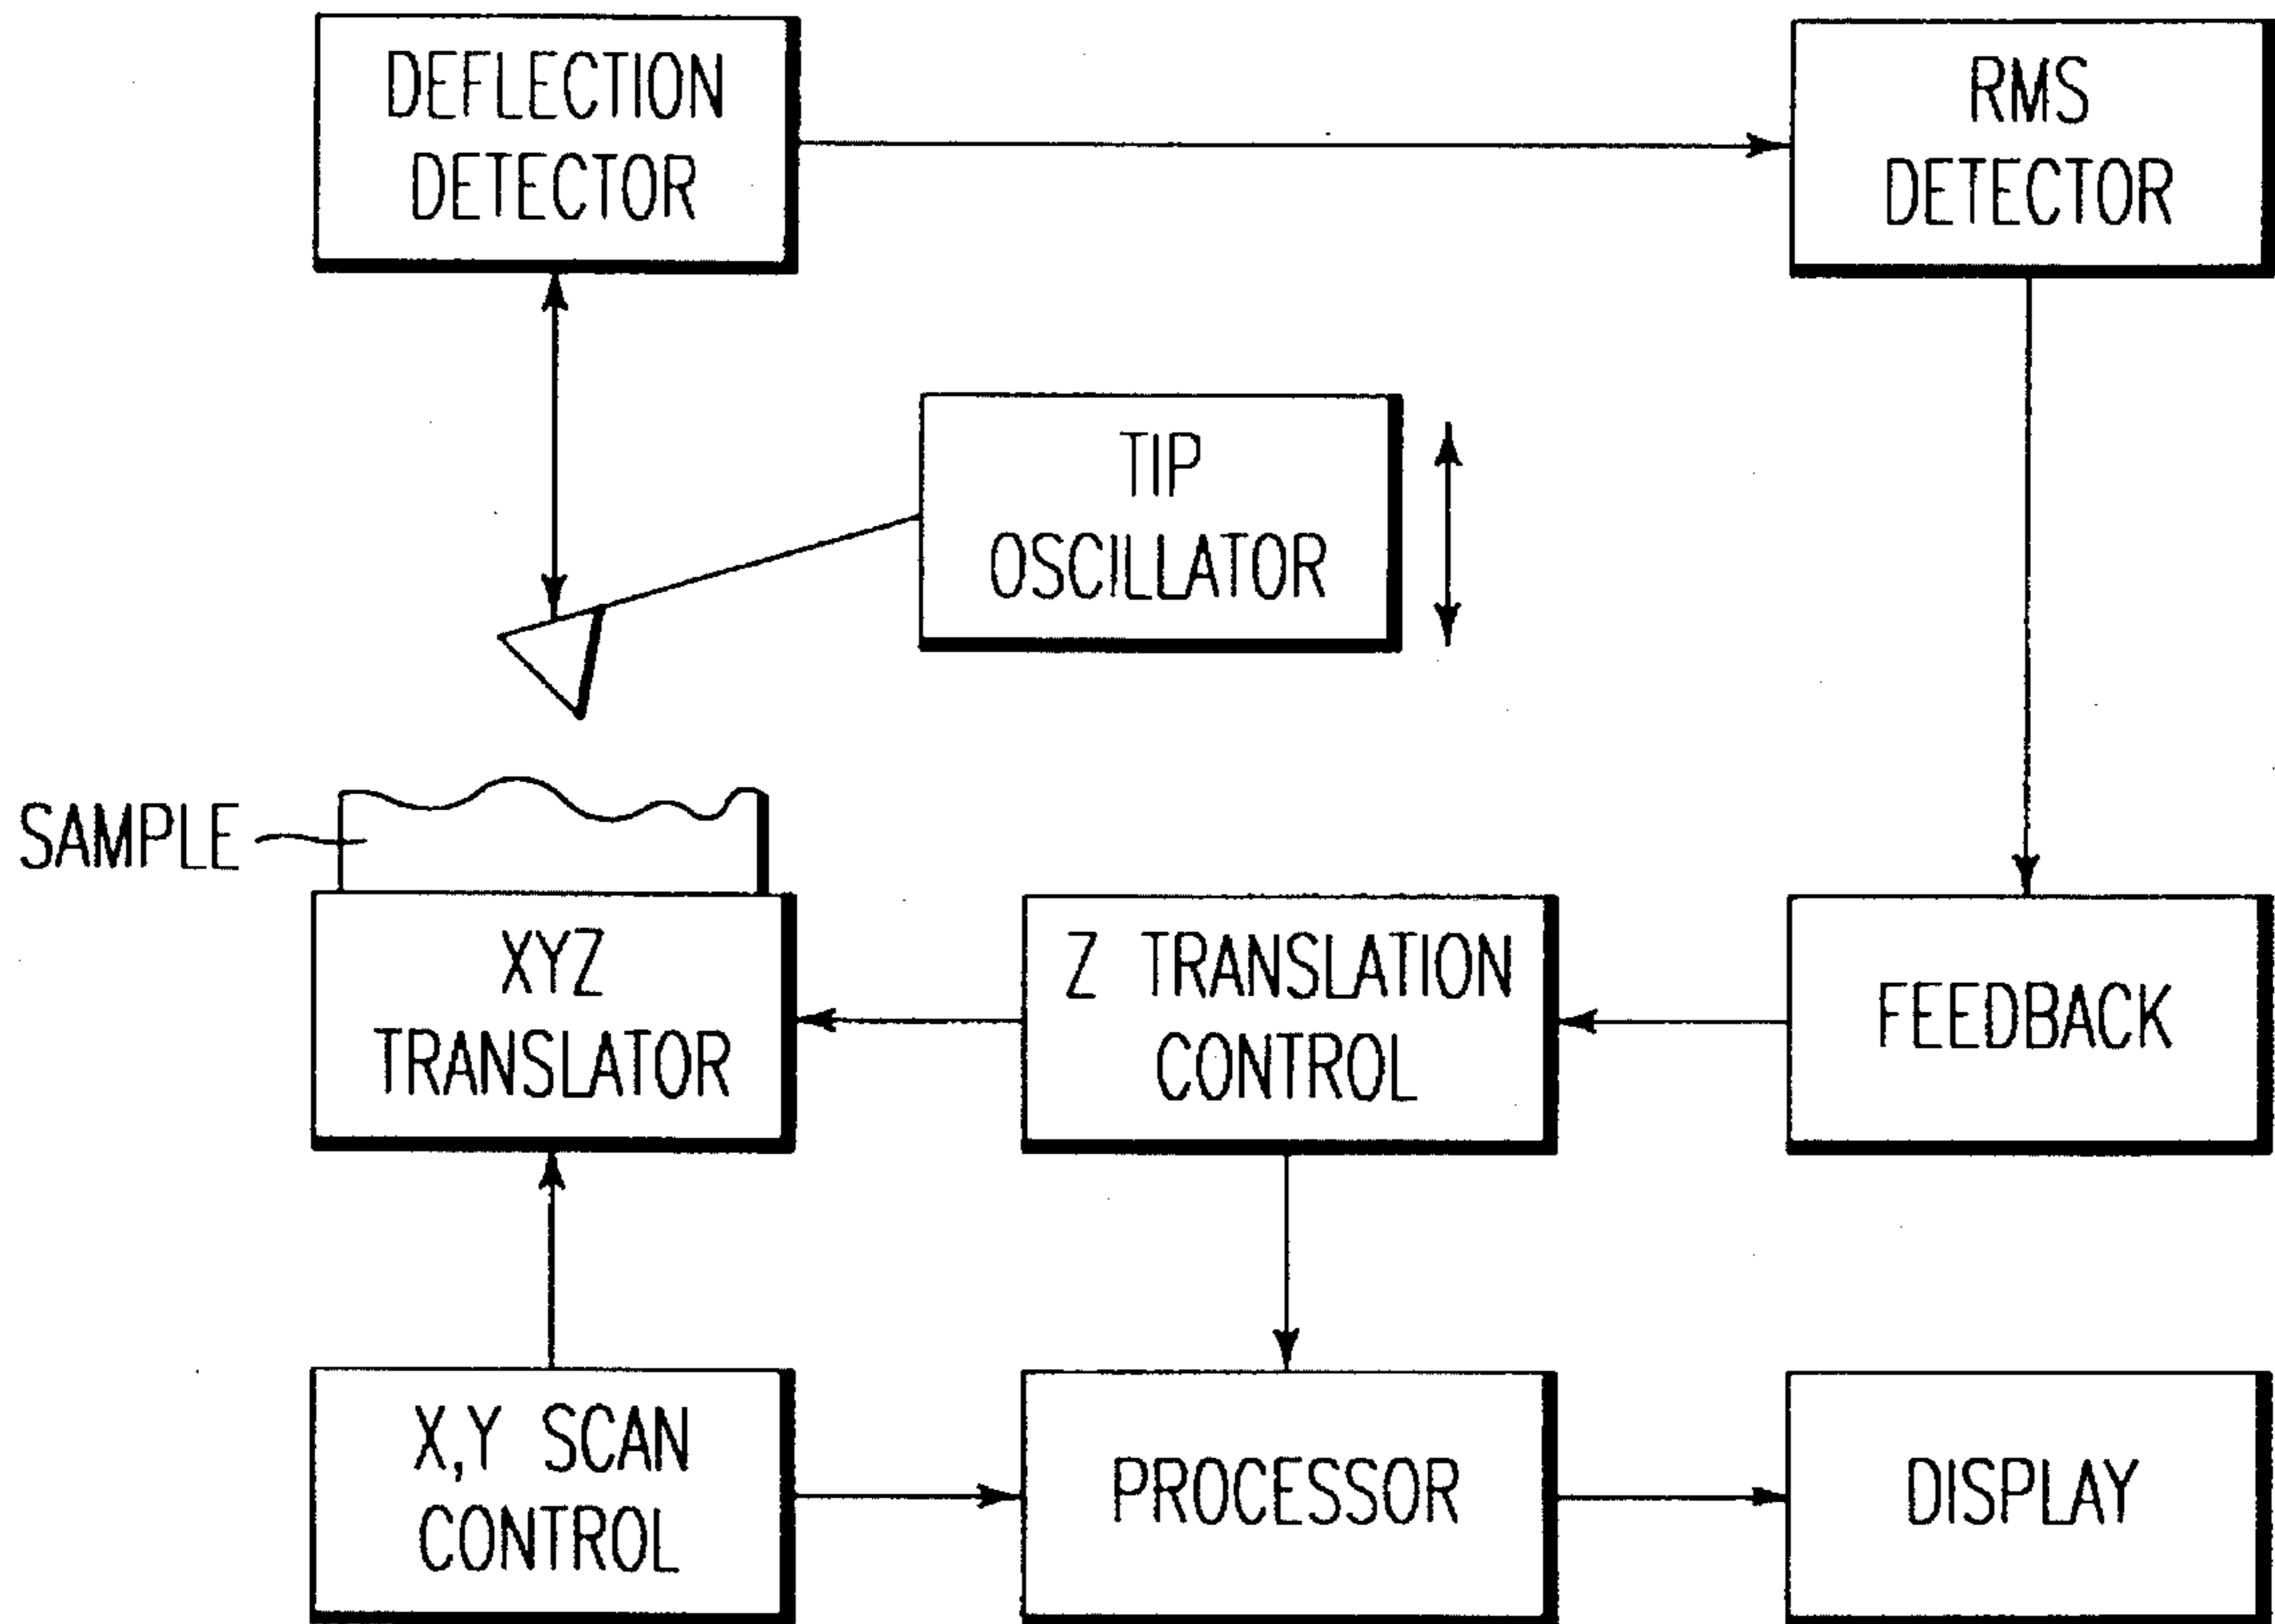 DEFLECTION
DETECTOR
RMS
DETECTOR
TIP
OSCILLATOR
SAMPLE
XYZ
TRANSLATOR
Z TRANSLATION
CONTROL
FEEDBACK
X,Y SCAN
CONTROL
PROCESSOR
DISPLAY